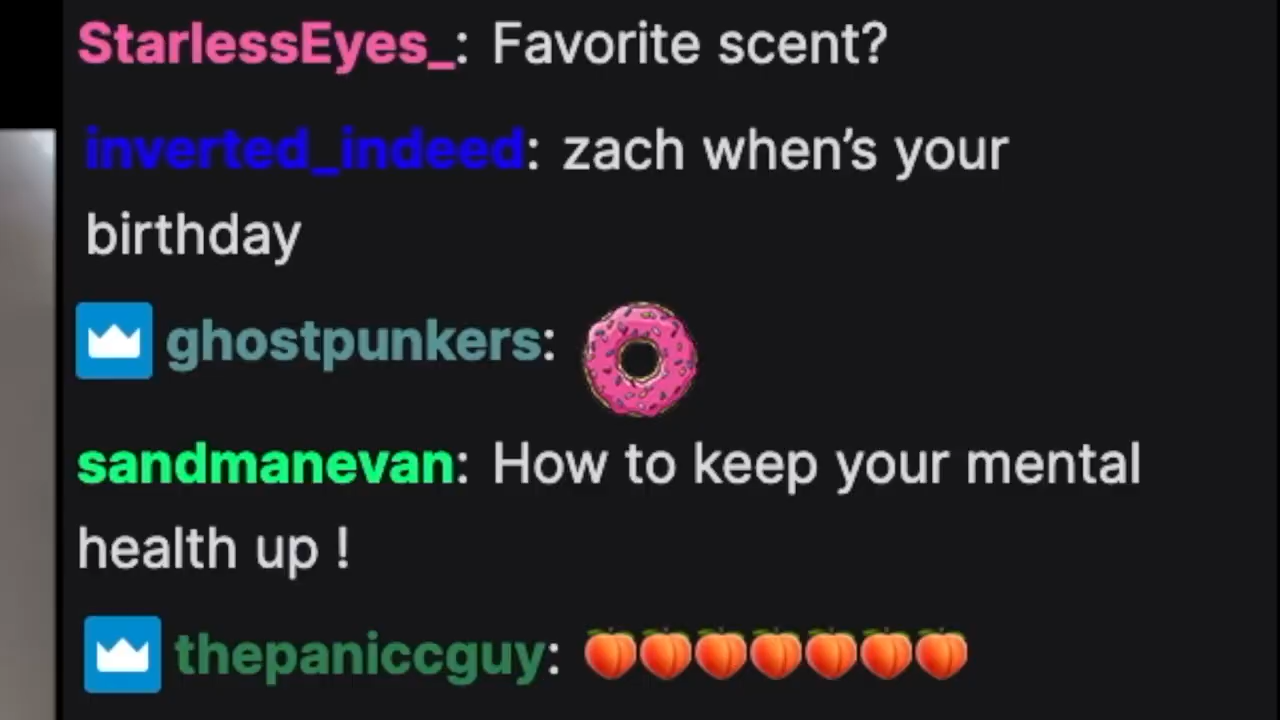 StarlessEyes_: Favorite scent?
inverted_indeed: zach when’s your
birthday
ghostpunkers: 🍩
sandmanevan: How to keep your mental
health up !
thepaniccguy: 🍑🍑🍑🍑🍑🍑🍑